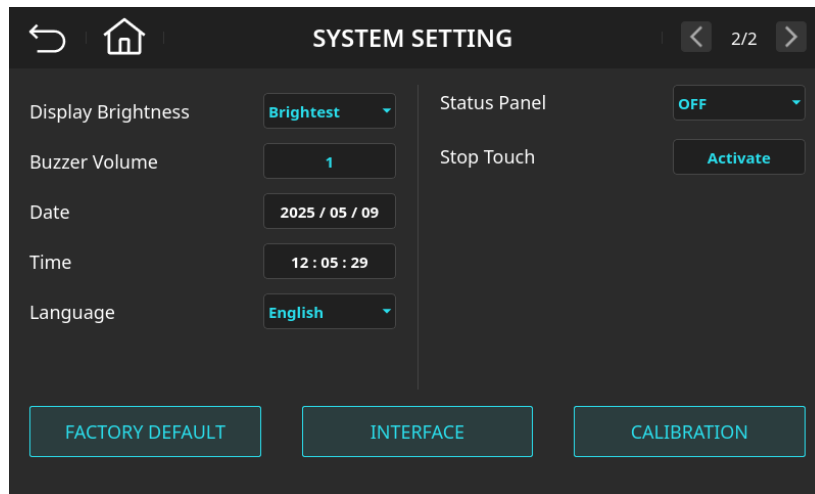 SYSTEM SETTING
2/2
Display Brightness Brightest
Buzzer Volume 1
Date 2025 / 05 / 09
Time 12 : 05 : 29
Language English
Status Panel OFF
Stop Touch Activate
FACTORY DEFAULT
INTERFACE
CALIBRATION